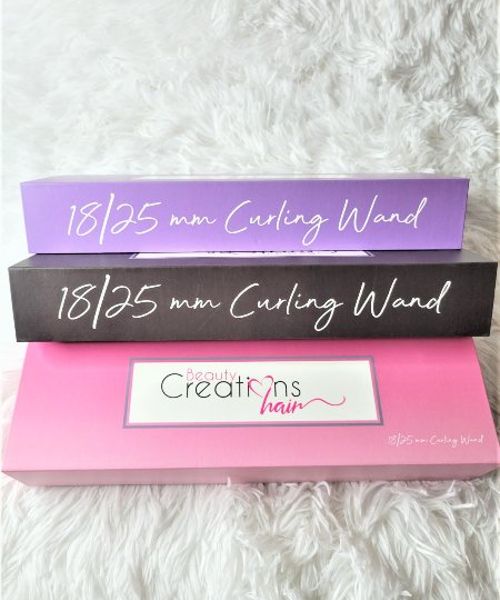 18/25 mm Curling Wand
18/25 mm Curling Wand
Beauty
Creations
hair
18/25 mm Curling Wand